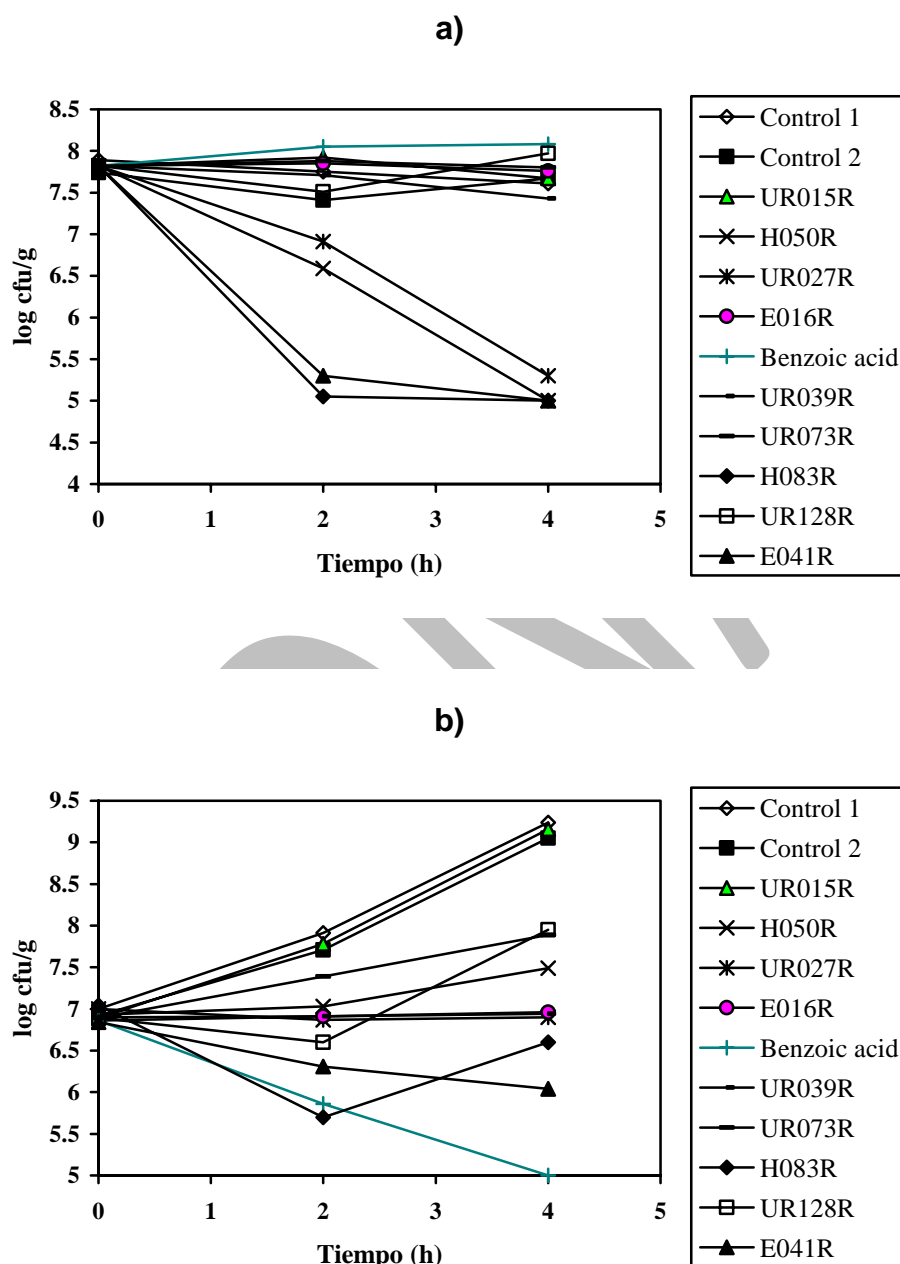 a)
8.5
8
7.5
7
6.5
6
5.5
5
4.5
4
log cfu/g
0 1 2 3 4 5
Tiempo (h)
Control 1
Control 2
UR015R
H050R
UR027R
E016R
Benzoic acid
UR039R
UR073R
H083R
UR128R
E041R
b)
9.5
9
8.5
8
7.5
7
6.5
6
5.5
5
log cfu/g
0 1 2 3 4 5
Tiempo (h)
Control 1
Control 2
UR015R
H050R
UR027R
E016R
Benzoic acid
UR039R
UR073R
H083R
UR128R
E041R